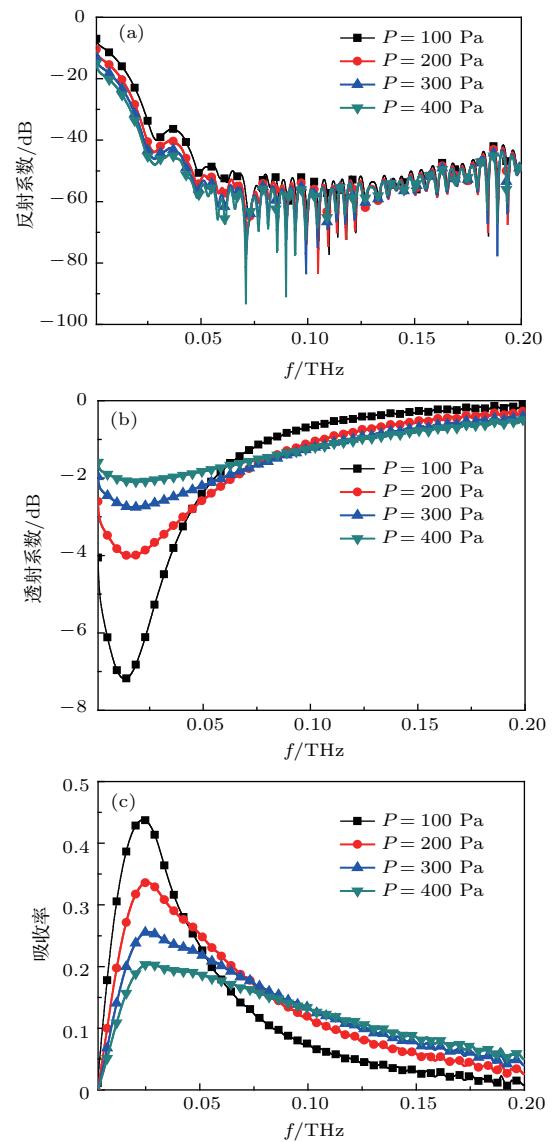 (a)
P = 100 Pa
P = 200 Pa
P = 300 Pa
P = 400 Pa
0
−20
−40
−60
−80
−100
反射系数/dB
0.05
0.10
0.15
0.20
f/THz
(b)
P = 100 Pa
P = 200 Pa
P = 300 Pa
P = 400 Pa
0
−2
−4
−6
−8
透射系数/dB
0.05
0.10
0.15
0.20
f/THz
(c)
P = 100 Pa
P = 200 Pa
P = 300 Pa
P = 400 Pa
0.5
0.4
0.3
0.2
0.1
0
吸收率
0.05
0.10
0.15
0.20
f/THz